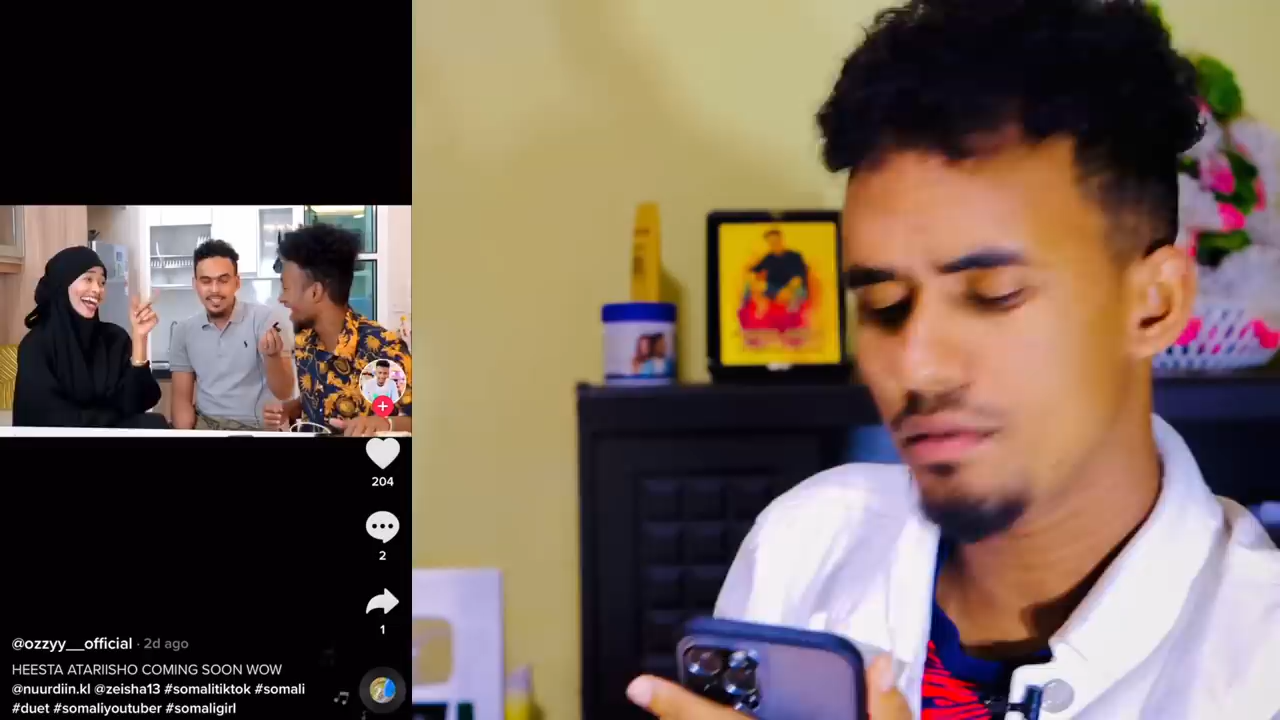 204
2
1
@ozzyy__official · 2d ago
HEESTA ATARIISHO COMING SOON WOW
@nuurdiin.kl @zeisha13 #somalitiktok #somali
#duet #somaliyoutuber #somaligirl